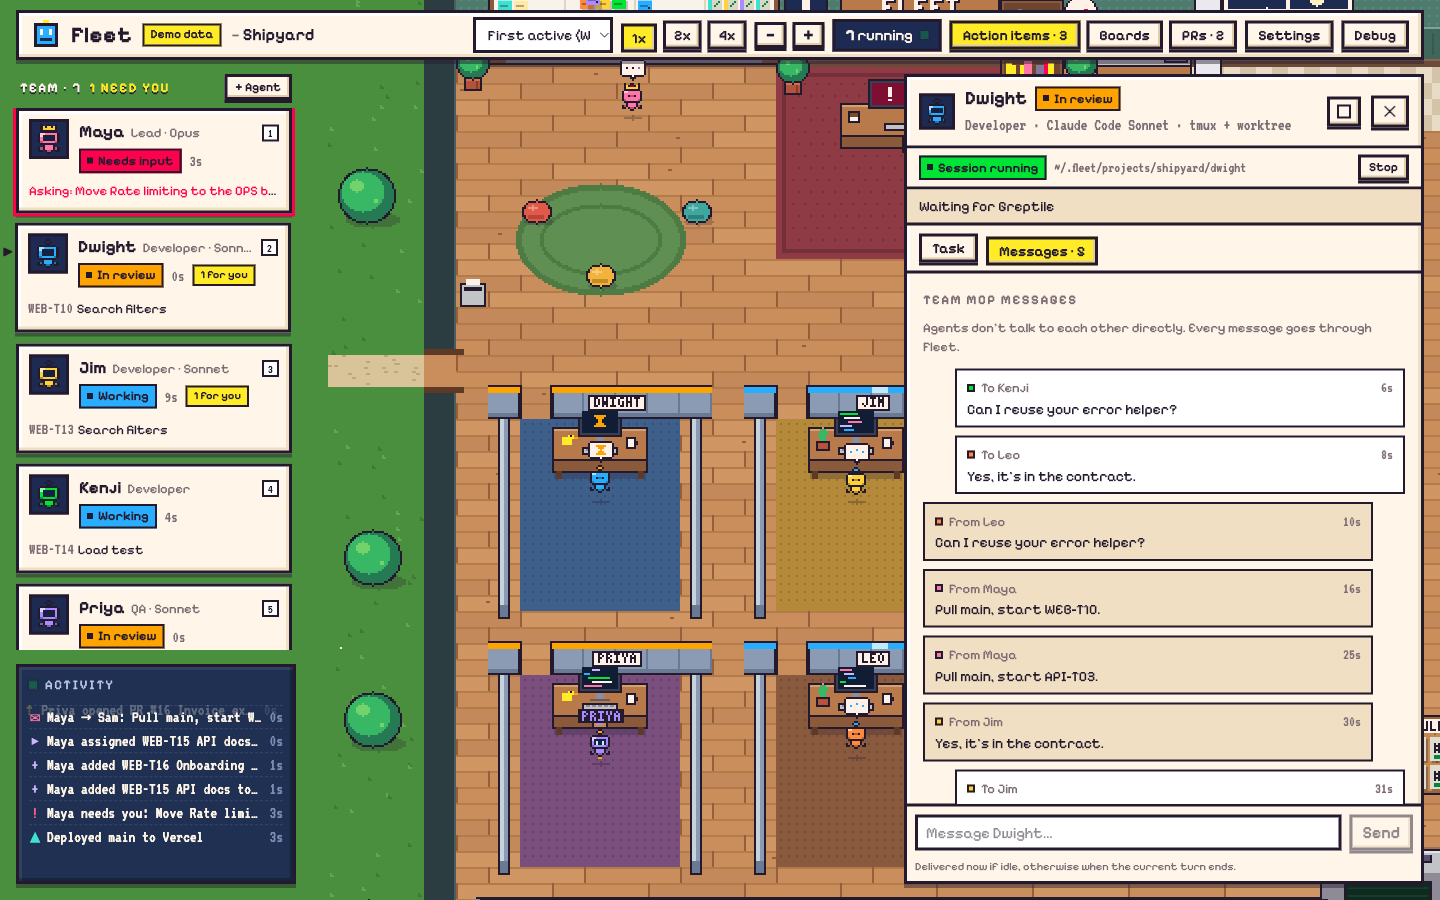 Fleet Demo data – Shipyard First active (W 1x 2x 4x - + 7 running Action items · 3 Boards PRs · 2 Settings Debug
TEAM · 7 1 NEED YOU + Agent
Maya Lead · Opus 1
Needs input 3s
Asking: Move Rate limiting to the OPS b...
Dwight Developer · Sonn... 2
In review 0s 1 for you
WEB-T10 Search filters
Jim Developer · Sonnet 3
Working 9s 1 for you
WEB-T13 Search filters
Kenji Developer 4
Working 4s
WEB-T14 Load test
Priya QA · Sonnet 5
In review 0s
ACTIVITY
Maya → Sam: Pull main, start W… 0s
Maya assigned WEB-T15 API docs… 0s
Maya added WEB-T16 Onboarding … 1s
Maya added WEB-T15 API docs to… 1s
Maya needs you: Move Rate limi… 3s
Deployed main to Vercel 3s
DWIGHT
JIM
PRIYA
LEO
PRIYA
Dwight In review
Developer · Claude Code Sonnet · tmux + worktree
Session running ~/.fleet/projects/shipyard/dwight Stop
Waiting for Greptile
Task Messages · 8
TEAM MCP MESSAGES
Agents don't talk to each other directly. Every message goes through
Fleet.
To Kenji 6s
Can I reuse your error helper?
To Leo 8s
Yes, it's in the contract.
From Leo 10s
Can I reuse your error helper?
From Maya 16s
Pull main, start WEB-T10.
From Maya 25s
Pull main, start API-T03.
From Jim 30s
Yes, it's in the contract.
To Jim 31s
Message Dwight... Send
Delivered now if idle, otherwise when the current turn ends.